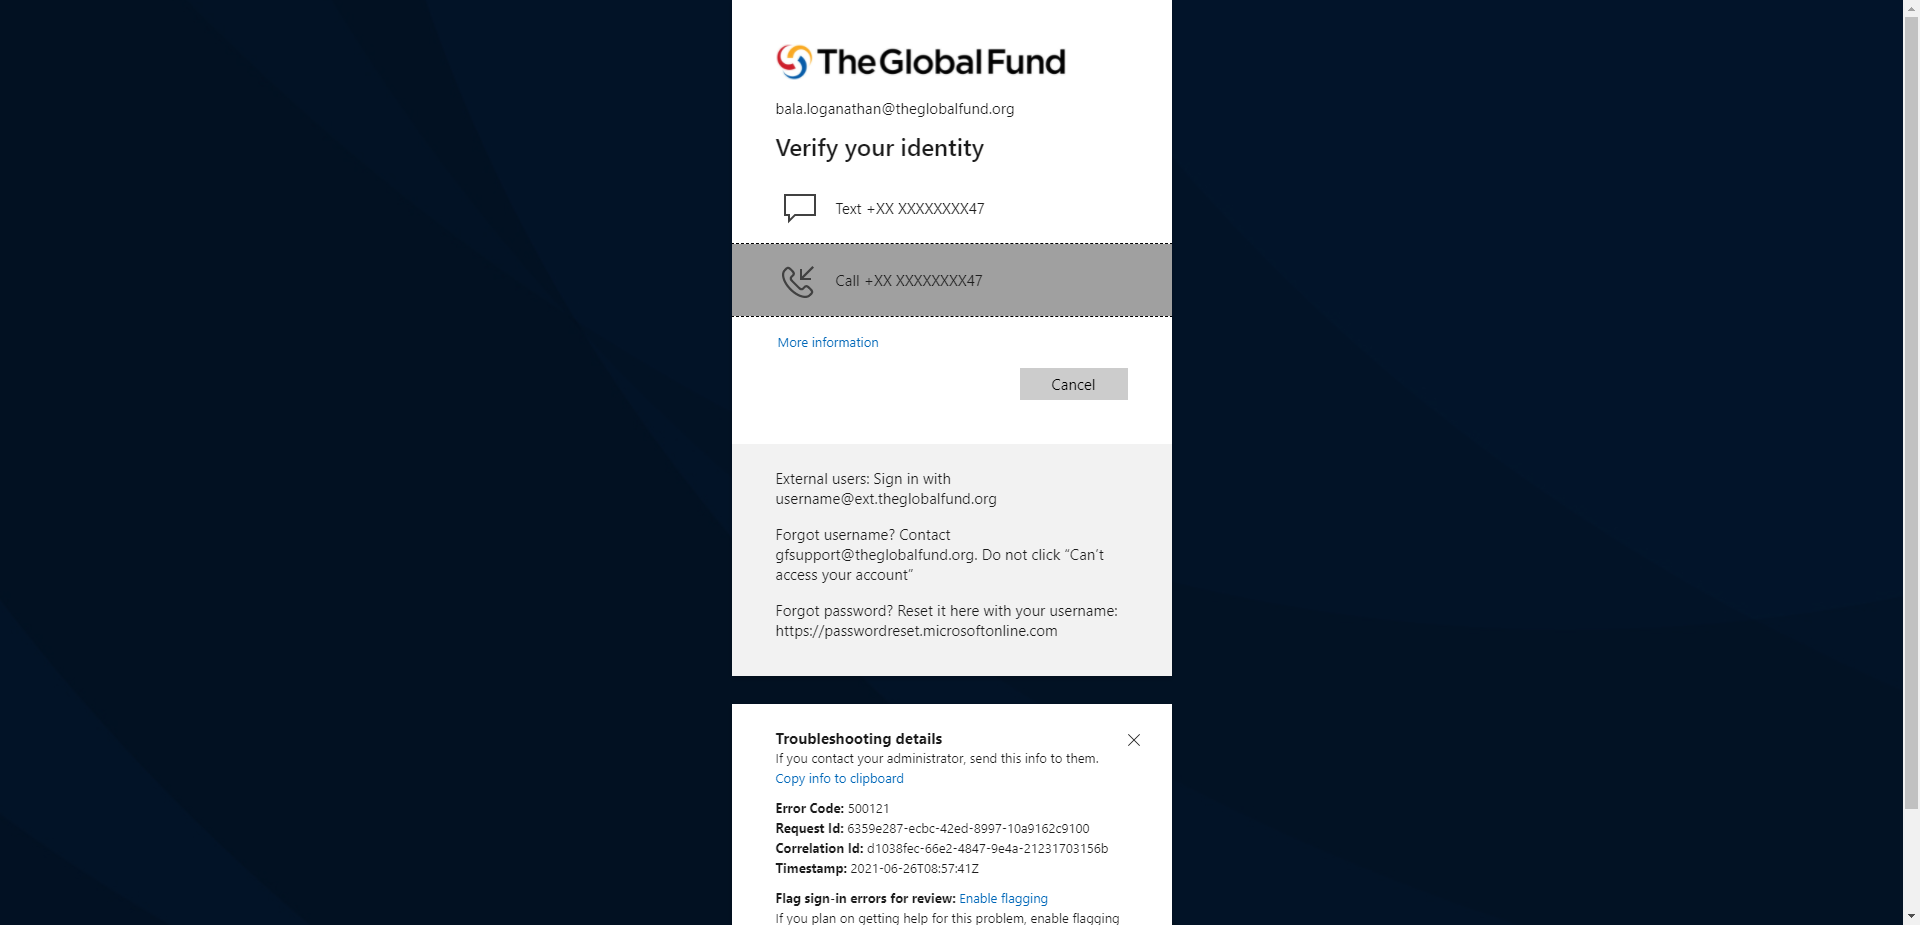 The Global Fund
bala.loganathan@theglobalfund.org
Verify your identity
Text +XX XXXXXXXX47
Call +XX XXXXXXXX47
More information
Cancel
External users: Sign in with
username@ext.theglobalfund.org
Forgot username? Contact
gfsupport@theglobalfund.org. Do not click “Can’t
access your account”
Forgot password? Reset it here with your username:
https://passwordreset.microsoftonline.com
Troubleshooting details
If you contact your administrator, send this info to them.
Copy info to clipboard
Error Code: 500121
Request Id: 6359e287-ecbc-42ed-8997-10a9162c9100
Correlation Id: d1038fec-66e2-4847-9e4a-21231703156b
Timestamp: 2021-06-26T08:57:41Z
Flag sign-in errors for review: Enable flagging
If you plan on getting help for this problem, enable flagging